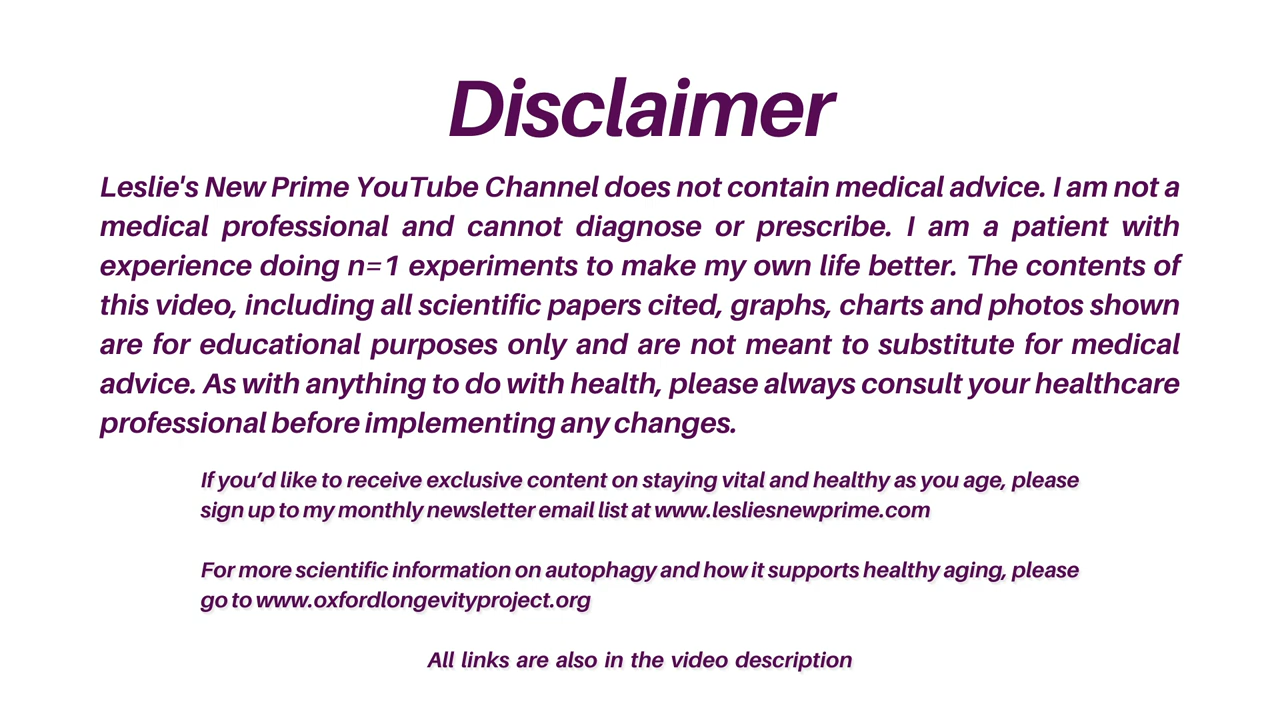 Disclaimer
Leslie's New Prime YouTube Channel does not contain medical advice. I am not a
medical professional and cannot diagnose or prescribe. I am a patient with
experience doing n=1 experiments to make my own life better. The contents of
this video, including all scientific papers cited, graphs, charts and photos shown
are for educational purposes only and are not meant to substitute for medical
advice. As with anything to do with health, please always consult your healthcare
professional before implementing any changes.
If you’d like to receive exclusive content on staying vital and healthy as you age, please
sign up to my monthly newsletter email list at www.lesliesnewprime.com
For more scientific information on autophagy and how it supports healthy aging, please
go to www.oxfordlongevityproject.org
All links are also in the video description